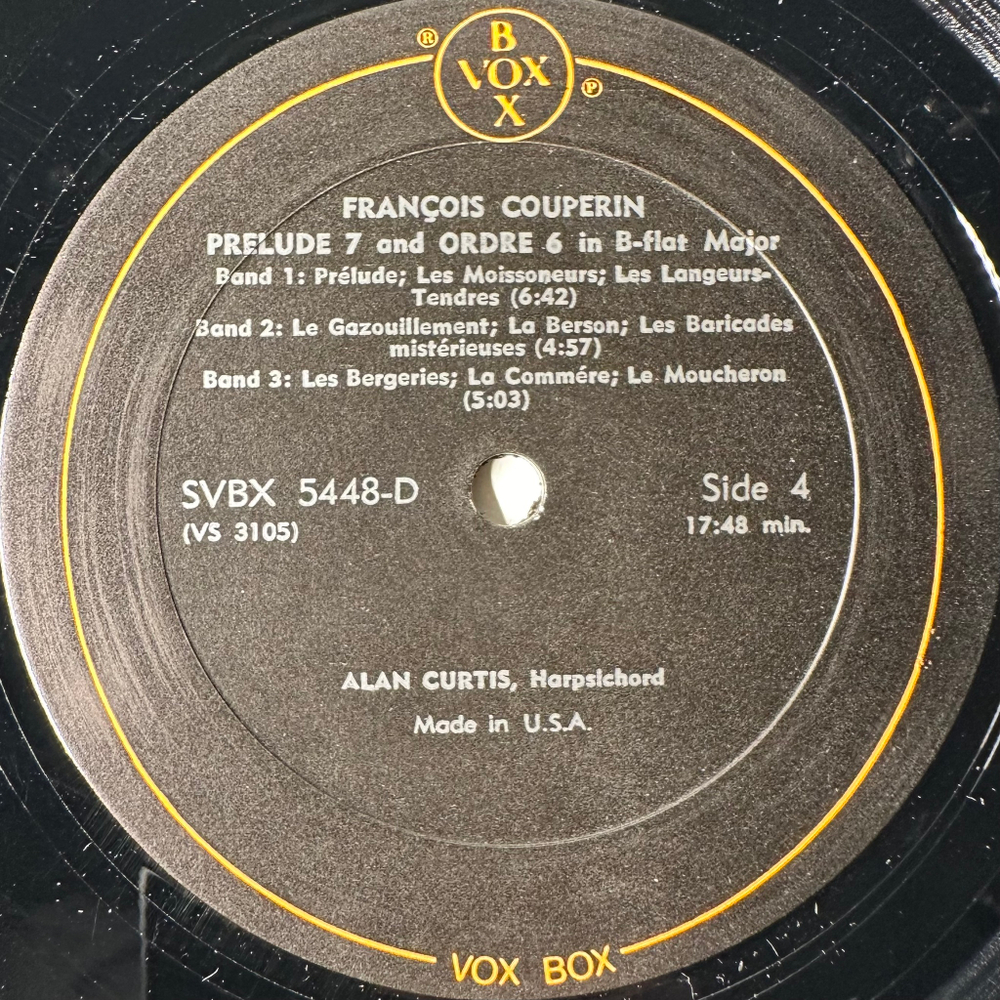 B
VOX
X
®
℗
FRANÇOIS COUPERIN
PRELUDE 7 and ORDRE 6 in B-flat Major
Band 1: Prélude; Les Moissoneurs; Les Langeurs-
Tendres (6:42)
Band 2: Le Gazouillement; La Berson; Les Baricades
mistérieuses (4:57)
Band 3: Les Bergeries; La Commére; Le Moucheron
(5:03)
SVBX 5448-D
Side 4
(VS 3105)
17:48 min.
ALAN CURTIS, Harpsichord
Made in U.S.A.
VOX BOX